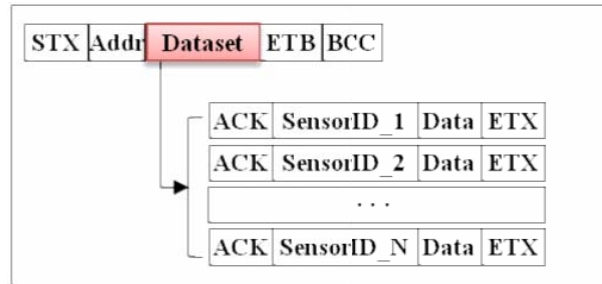 STX Addr Dataset ETB BCC
ACK SensorID_1 Data ETX
ACK SensorID_2 Data ETX
...
ACK SensorID_N Data ETX